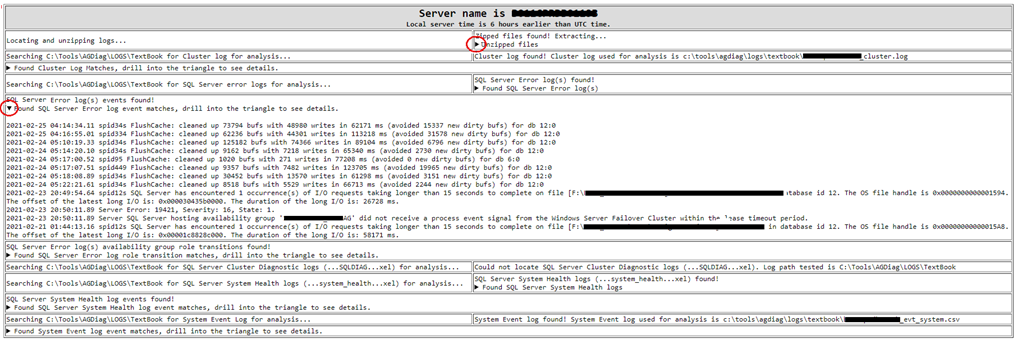 Server name is
Local server time is 6 hours earlier than UTC time.
Locating and unzipping logs...
Zipped files found! Extracting...
▶ Unzipped files
Searching C:\Tools\AGDiag\LOGS\TextBook for Cluster log for analysis...
Cluster log found! Cluster log used for analysis is c:\tools\agdiag\logs\textbook\ _cluster.log
▶ Found Cluster Log Matches, drill into the triangle to see details.
Searching C:\Tools\AGDiag\LOGS\TextBook for SQL Server error logs for analysis...
SQL Server Error log(s) found!
▶ Found SQL Server Error log(s)
SQL Server Error log(s) events found!
▼ Found SQL Server Error log event matches, drill into the triangle to see details.
2021-02-25 04:14:34.11 spid34s FlushCache: cleaned up 73794 bufs with 48980 writes in 62171 ms (avoided 15337 new dirty bufs) for db 12:0
2021-02-25 04:55:01.00 spid334 FlushCache: cleaned up 62236 bufs with 44301 writes in 113218 ms (avoided 31578 new dirty bufs) for db 12:0
2021-02-24 05:10:19.33 spid334 FlushCache: cleaned up 125182 bufs with 74366 writes in 89104 ms (avoided 6796 new dirty bufs) for db 12:0
2021-02-24 05:14:20.10 spid34s FlushCache: cleaned up 9162 bufs with 7218 writes in 65340 ms (avoided 2730 new dirty bufs) for db 12:0
2021-02-24 05:17:00.52 spid95 FlushCache: cleaned up 1020 bufs with 271 writes in 77208 ms (avoided 0 new dirty bufs) for db 6:0
2021-02-24 05:17:07.51 spid449 FlushCache: cleaned up 9357 bufs with 7482 writes in 123705 ms (avoided 19965 new dirty bufs) for db 12:0
2021-02-24 05:18:08.89 spid34s FlushCache: cleaned up 30452 bufs with 13570 writes in 61298 ms (avoided 3151 new dirty bufs) for db 12:0
2021-02-24 05:22:21.61 spid34s FlushCache: cleaned up 8518 bufs with 5529 writes in 66713 ms (avoided 2244 new dirty bufs) for db 12:0
2021-02-23 20:49:54.64 spid12s SQL Server has encountered 1 occurrence(s) of I/O requests taking longer than 15 seconds to complete on file [F:\ database id 12. The OS file handle is 0x0000000000001594.
The offset of the latest long I/O is: 0x000030435b0000. The duration of the long I/O is: 26728 ms.
2021-02-23 20:50:11.89 Server Error: 19421, Severity: 16, State: 1.
2021-02-23 20:50:11.89 Server SQL Server hosting availability group ' AG' did not receive a process event signal from the Windows Server Failover Cluster within the lease timeout period.
2021-02-21 01:44:13.16 spid12s SQL Server has encountered 1 occurrence(s) of I/O requests taking longer than 15 seconds to complete on file [F:\ in database id 12. The OS file handle is 0x00000000000015A8.
The offset of the latest long I/O is: 0x00001c8828c000. The duration of the long I/O is: 58171 ms.
SQL Server Error log(s) availability group role transitions found!
▶ Found SQL Server Error log role transition matches, drill into the triangle to see details.
Searching C:\Tools\AGDiag\LOGS\TextBook for SQL Server Cluster Diagnostic logs (...SQLDIAG...xel) for analysis...
Could not locate SQL Server Cluster Diagnostic logs (...SQLDIAG...xel). Log path tested is C:\Tools\AGDiag\LOGS\TextBook
Searching C:\Tools\AGDiag\LOGS\TextBook for SQL Server System Health logs (...system_health...xel) for analysis...
SQL Server System Health logs (...system_health...xel) found!
▶ Found SQL Server System Health logs
SQL Server System Health log events found!
▶ Found SQL Server System Health log event matches, drill into the triangle to see details.
Searching C:\Tools\AGDiag\LOGS\TextBook for System Event Log for analysis...
System Event log found! System Event log used for analysis is c:\tools\agdiag\logs\textbook\ _evt_system.csv
▶ Found System Event log event matches, drill into the triangle to see details.